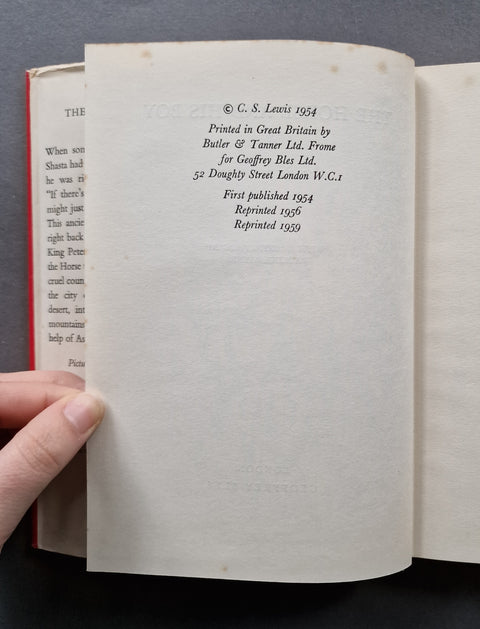 © C. S. Lewis 1954
Printed in Great Britain by
Butler & Tanner Ltd. Frome
for Geoffrey Bles Ltd.
52 Doughty Street London W.C.1
First published 1954
Reprinted 1956
Reprinted 1959
THE
When son
Shasta had
he was ri
"If there's
might just
This ancie
right back
King Peter
the Horse
cruel coun
the city
desert, int
mountains
help of As
Pictu